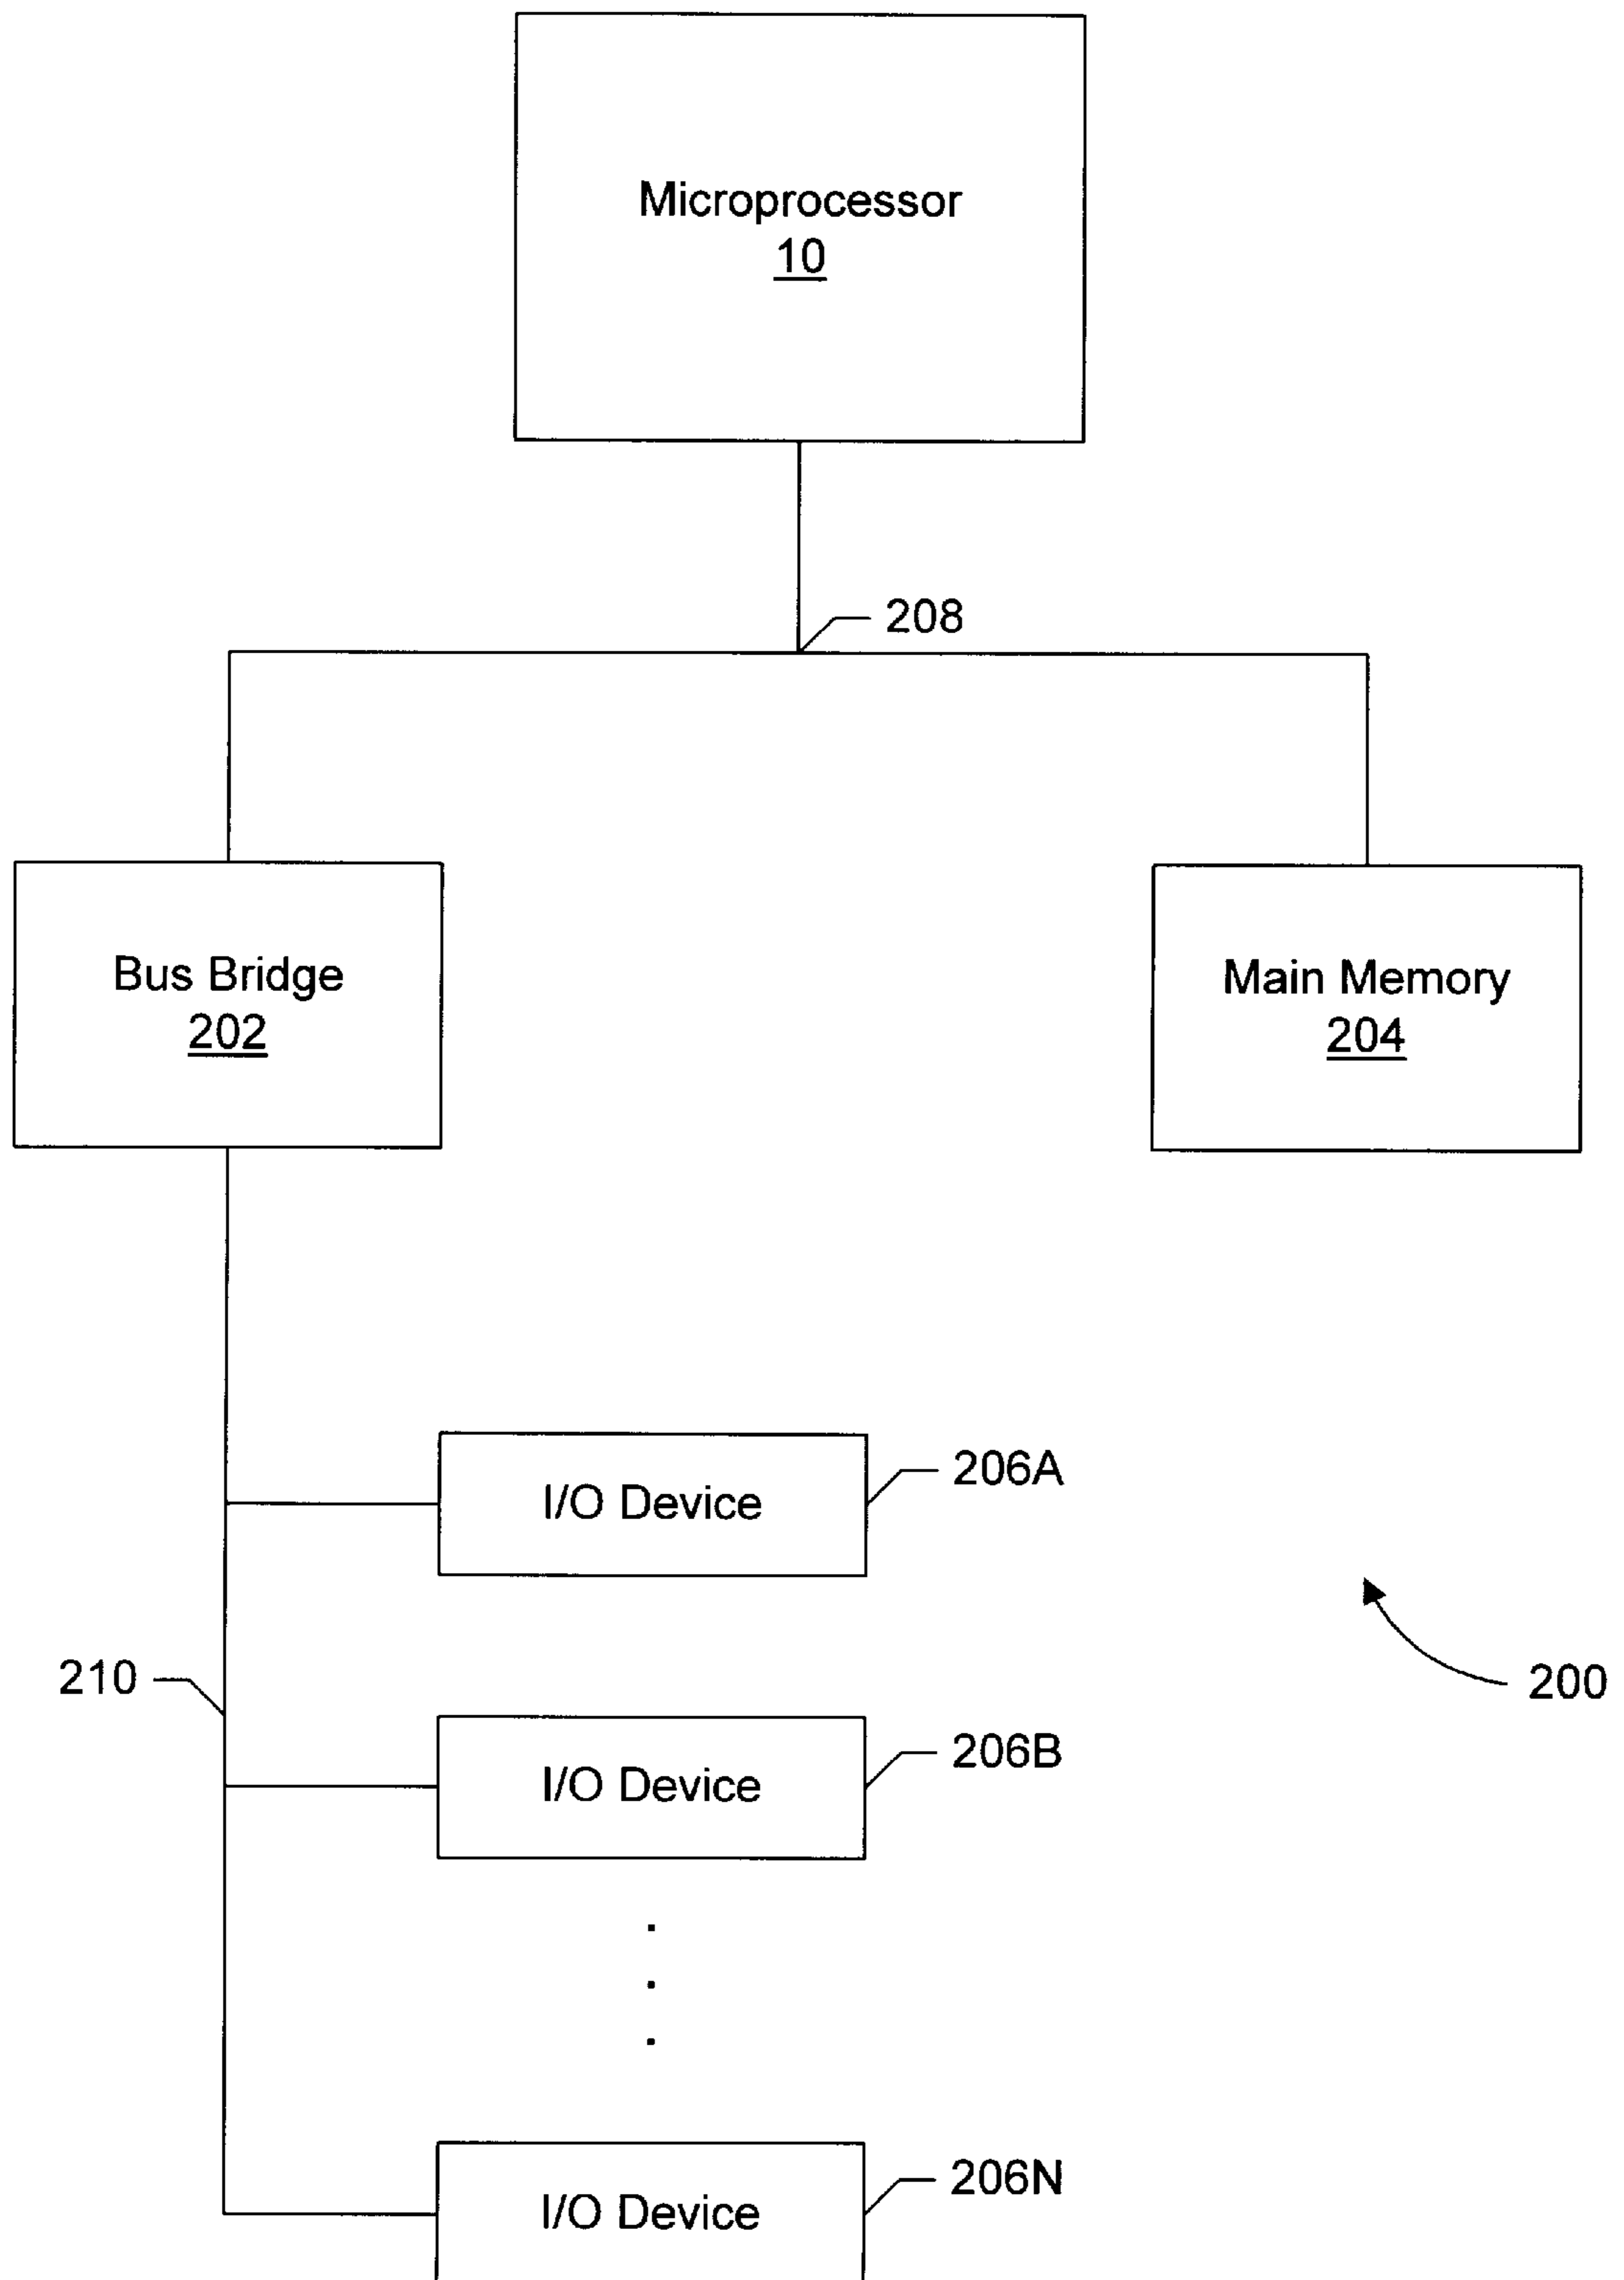 Microprocessor
10
208
Bus Bridge
202
Main Memory
204
I/O Device
206A
210
200
I/O Device
206B
I/O Device
206N